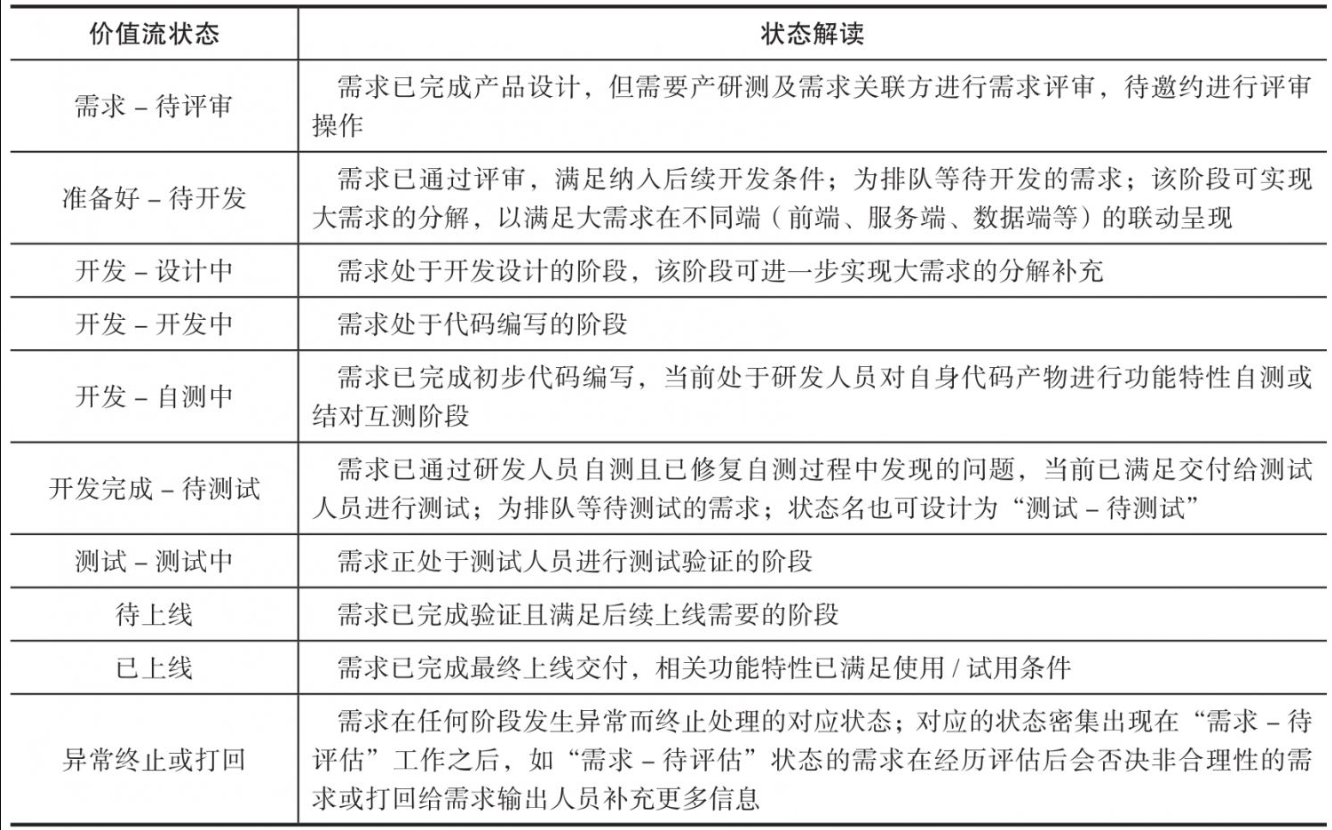 价值流状态 状态解读
需求 – 待评审
需求已完成产品设计，但需要产研测及需求关联方进行需求评审，待邀约进行评审
操作
准备好 – 待开发
需求已通过评审，满足纳入后续开发条件；为排队等待开发的需求；该阶段可实现
大需求的分解，以满足大需求在不同端（前端、服务端、数据端等）的联动呈现
开发 – 设计中 需求处于开发设计的阶段，该阶段可进一步实现大需求的分解补充
开发 – 开发中 需求处于代码编写的阶段
开发 – 自测中
需求已完成初步代码编写，当前处于研发人员对自身代码产物进行功能特性自测或
结对互测阶段
开发完成 – 待测试
需求已通过研发人员自测且已修复自测过程中发现的问题，当前已满足交付给测试
人员进行测试；为排队等待测试的需求；状态名也可设计为“测试 – 待测试”
测试 – 测试中 需求正处于测试人员进行测试验证的阶段
待上线 需求已完成验证且满足后续上线需要的阶段
已上线 需求已完成最终上线交付，相关功能特性已满足使用 / 试用条件
异常终止或打回
需求在任何阶段发生异常而终止处理的对应状态；对应的状态密集出现在“需求 – 待
评估”工作之后，如“需求 – 待评估”状态的需求在经历评估后会否决非合理性的需
求或打回给需求输出人员补充更多信息